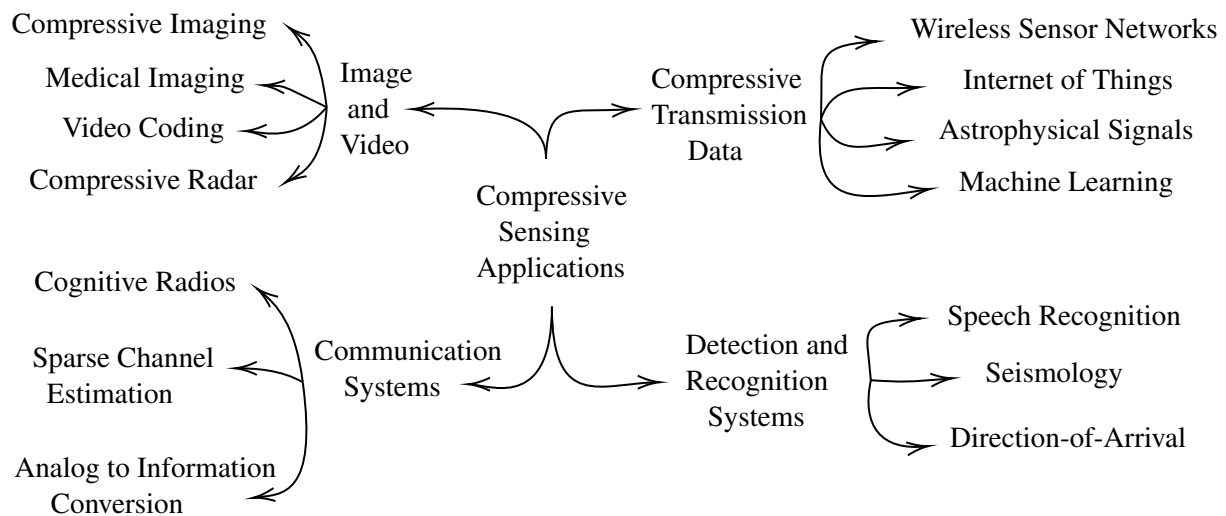 Compressive Imaging
Medical Imaging
Video Coding
Compressive Radar
Image
and
Video
Compressive
Transmission
Data
Wireless Sensor Networks
Internet of Things
Astrophysical Signals
Machine Learning
Compressive
Sensing
Applications
Cognitive Radios
Sparse Channel
Estimation
Analog to Information
Conversion
Communication
Systems
Detection and
Recognition
Systems
Speech Recognition
Seismology
Direction-of-Arrival